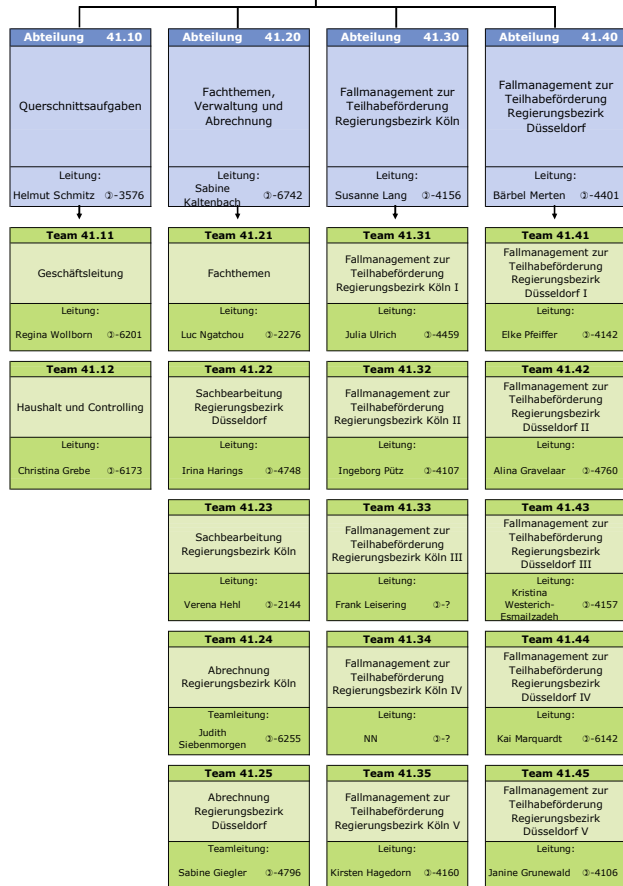 Abteilung 41.10
Querschnittsaufgaben
Leitung:
Helmut Schmitz ✆-3576
Team 41.11
Geschäftsleitung
Leitung:
Regina Wollborn ✆-6201
Team 41.12
Haushalt und Controlling
Leitung:
Christina Grebe ✆-6173
Abteilung 41.20
Fachthemen,
Verwaltung und
Abrechnung
Leitung:
Sabine
Kaltenbach ✆-6742
Team 41.21
Fachthemen
Leitung:
Luc Ngatchou ✆-2276
Team 41.22
Sachbearbeitung
Regierungsbezirk
Düsseldorf
Leitung:
Irina Harings ✆-4748
Team 41.23
Sachbearbeitung
Regierungsbezirk Köln
Leitung:
Verena Hehl ✆-2144
Team 41.24
Abrechnung
Regierungsbezirk Köln
Teamleitung:
Judith
Siebenmorgen ✆-6255
Team 41.25
Abrechnung
Regierungsbezirk
Düsseldorf
Teamleitung:
Sabine Giegler ✆-4796
Abteilung 41.30
Fallmanagement zur
Teilhabeförderung
Regierungsbezirk Köln
Leitung:
Susanne Lang ✆-4156
Team 41.31
Fallmanagement zur
Teilhabeförderung
Regierungsbezirk Köln I
Leitung:
Julia Ulrich ✆-4459
Team 41.32
Fallmanagement zur
Teilhabeförderung
Regierungsbezirk Köln II
Leitung:
Ingeborg Pütz ✆-4107
Team 41.33
Fallmanagement zur
Teilhabeförderung
Regierungsbezirk Köln III
Leitung:
Frank Leisering ✆-?
Team 41.34
Fallmanagement zur
Teilhabeförderung
Regierungsbezirk Köln IV
Leitung:
NN ✆-?
Team 41.35
Fallmanagement zur
Teilhabeförderung
Regierungsbezirk Köln V
Leitung:
Kirsten Hagedorn ✆-4160
Abteilung 41.40
Fallmanagement zur
Teilhabeförderung
Regierungsbezirk
Düsseldorf
Leitung:
Bärbel Merten ✆-4401
Team 41.41
Fallmanagement zur
Teilhabeförderung
Regierungsbezirk
Düsseldorf I
Leitung:
Elke Pfeiffer ✆-4142
Team 41.42
Fallmanagement zur
Teilhabeförderung
Regierungsbezirk
Düsseldorf II
Leitung:
Alina Gravelaar ✆-4760
Team 41.43
Fallmanagement zur
Teilhabeförderung
Regierungsbezirk
Düsseldorf III
Leitung:
Kristina
Westerich- ✆-4157
Esmailzadeh
Team 41.44
Fallmanagement zur
Teilhabeförderung
Regierungsbezirk
Düsseldorf IV
Leitung:
Kai Marquardt ✆-6142
Team 41.45
Fallmanagement zur
Teilhabeförderung
Regierungsbezirk
Düsseldorf V
Leitung:
Janine Grunewald ✆-4106